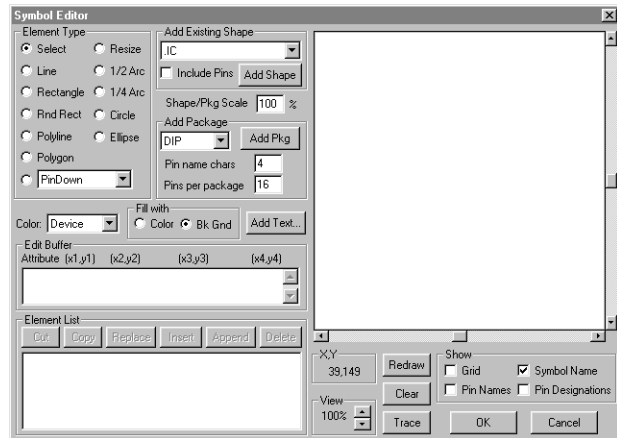 Symbol Editor
Element Type
Select
Resize
Line
1/2 Arc
Rectangle
1/4 Arc
Rnd Rect
Circle
Polyline
Ellipse
Polygon
PinDown
Add Existing Shape
.IC
Include Pins
Add Shape
Shape/Pkg Scale 100 %
Add Package
DIP
Add Pkg
Pin name chars 4
Pins per package 16
Color: Device
Fill with
Color
Bk Gnd
Add Text...
Edit Buffer
Attribute (x1,y1) (x2,y2) (x3,y3) (x4,y4)
Element List
Cut
Copy
Replace
Insert
Append
Delete
X,Y
39,149
View
100%
Redraw
Clear
Trace
Show
Grid
Symbol Name
Pin Names
Pin Designations
OK
Cancel